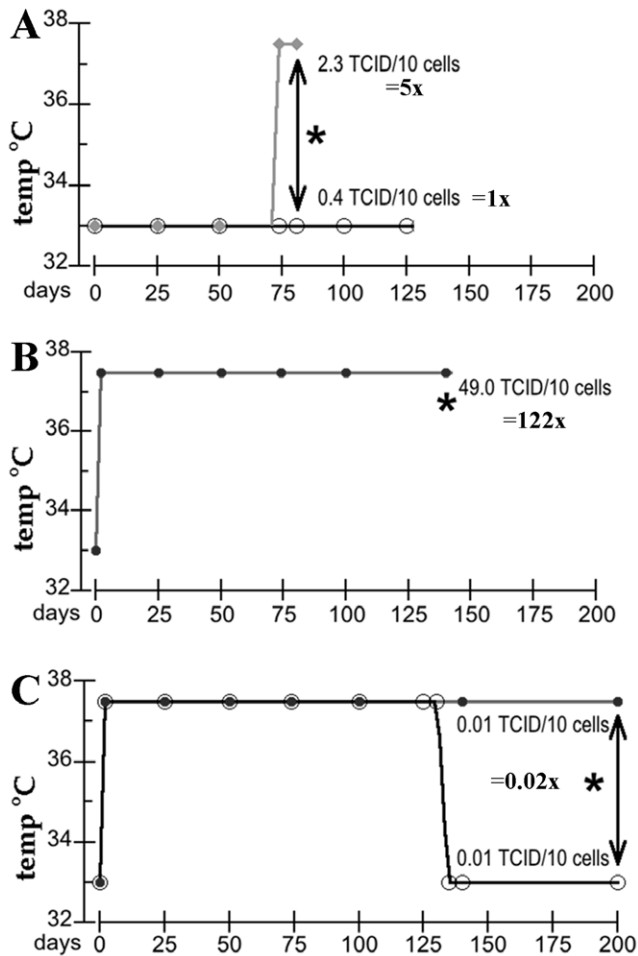 A
temp °C
38
36
34
32
2.3 TCID/10 cells
=5x
*
0.4 TCID/10 cells =1x
days 0 25 50 75 100 125 150 175 200
B
temp °C
38
36
34
32
49.0 TCID/10 cells
*
=122x
days 0 25 50 75 100 125 150 175 200
C
temp °C
38
36
34
32
0.01 TCID/10 cells
=0.02x *
0.01 TCID/10 cells
days 0 25 50 75 100 125 150 175 200